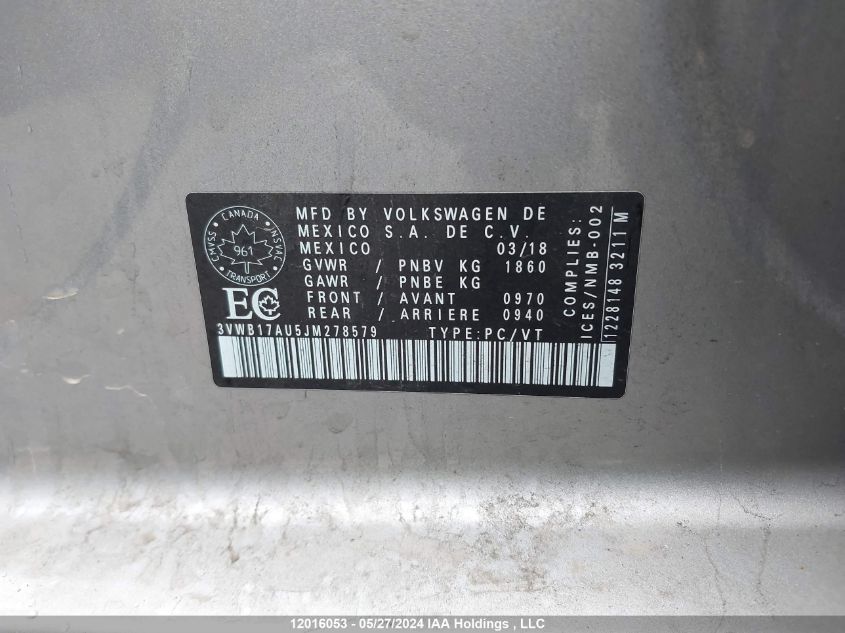 CANADA
CMVSS
NSVAC
961
TRANSPORT
EC
MFD BY VOLKSWAGEN DE
MEXICO S.A. DE C.V.
MEXICO 03/18
GVWR / PNBV KG 1860
GAWR / PNBE KG
FRONT / AVANT 0970
REAR / ARRIERE 0940
3VWB17AU5JM278579 TYPE:PC/VT
COMPLIES:
ICES/NMB-002
1228148 3211 M
12016053 - 05/27/2024 IAA Holdings , LLC